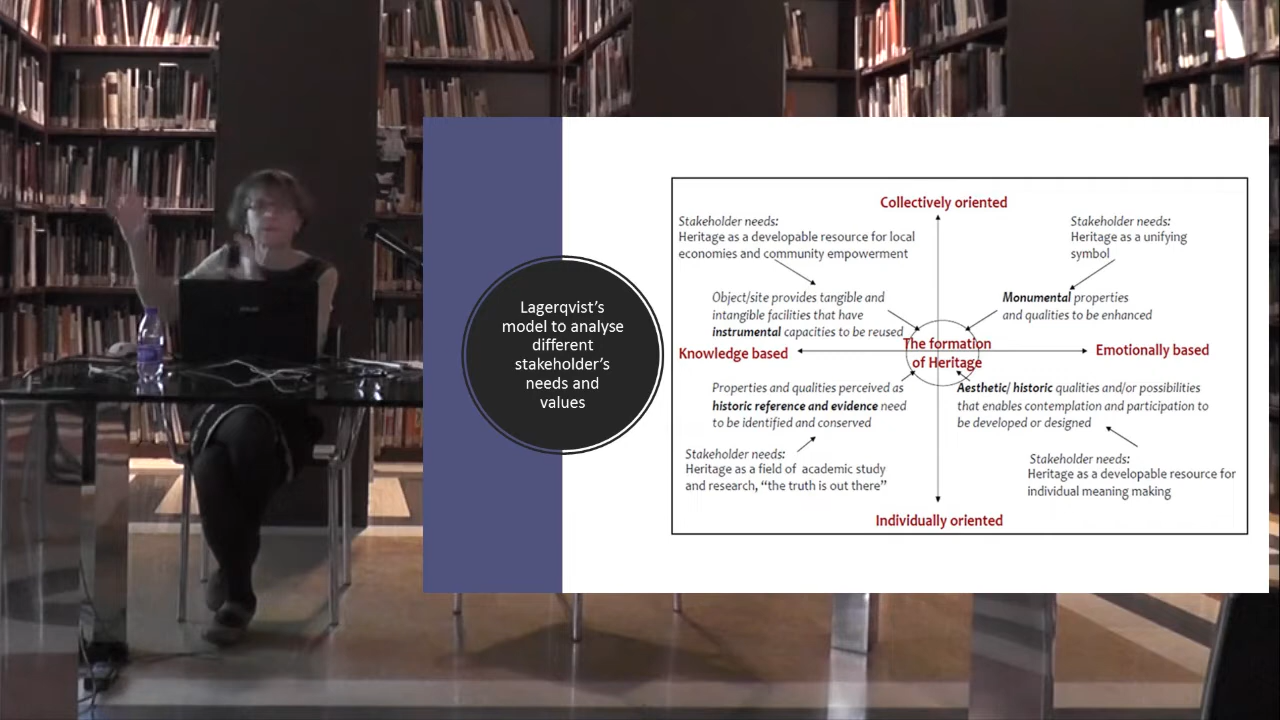 Lagerqvist's
model to analyse
different
stakeholder's
needs and
values
Collectively oriented
Stakeholder needs:
Heritage as a developable resource for local
economies and community empowerment
Stakeholder needs:
Heritage as a unifying
symbol
Object/site provides tangible and
intangible facilities that have
instrumental capacities to be reused
Monumental properties
and qualities to be enhanced
Knowledge based
The formation
of Heritage
Emotionally based
Properties and qualities perceived as
historic reference and evidence need
to be identified and conserved
Aesthetic/ historic qualities and/or possibilities
that enables contemplation and participation to
be developed or designed
Stakeholder needs:
Heritage as a field of academic study
and research, "the truth is out there"
Stakeholder needs:
Heritage as a developable resource for
individual meaning making
Individually oriented